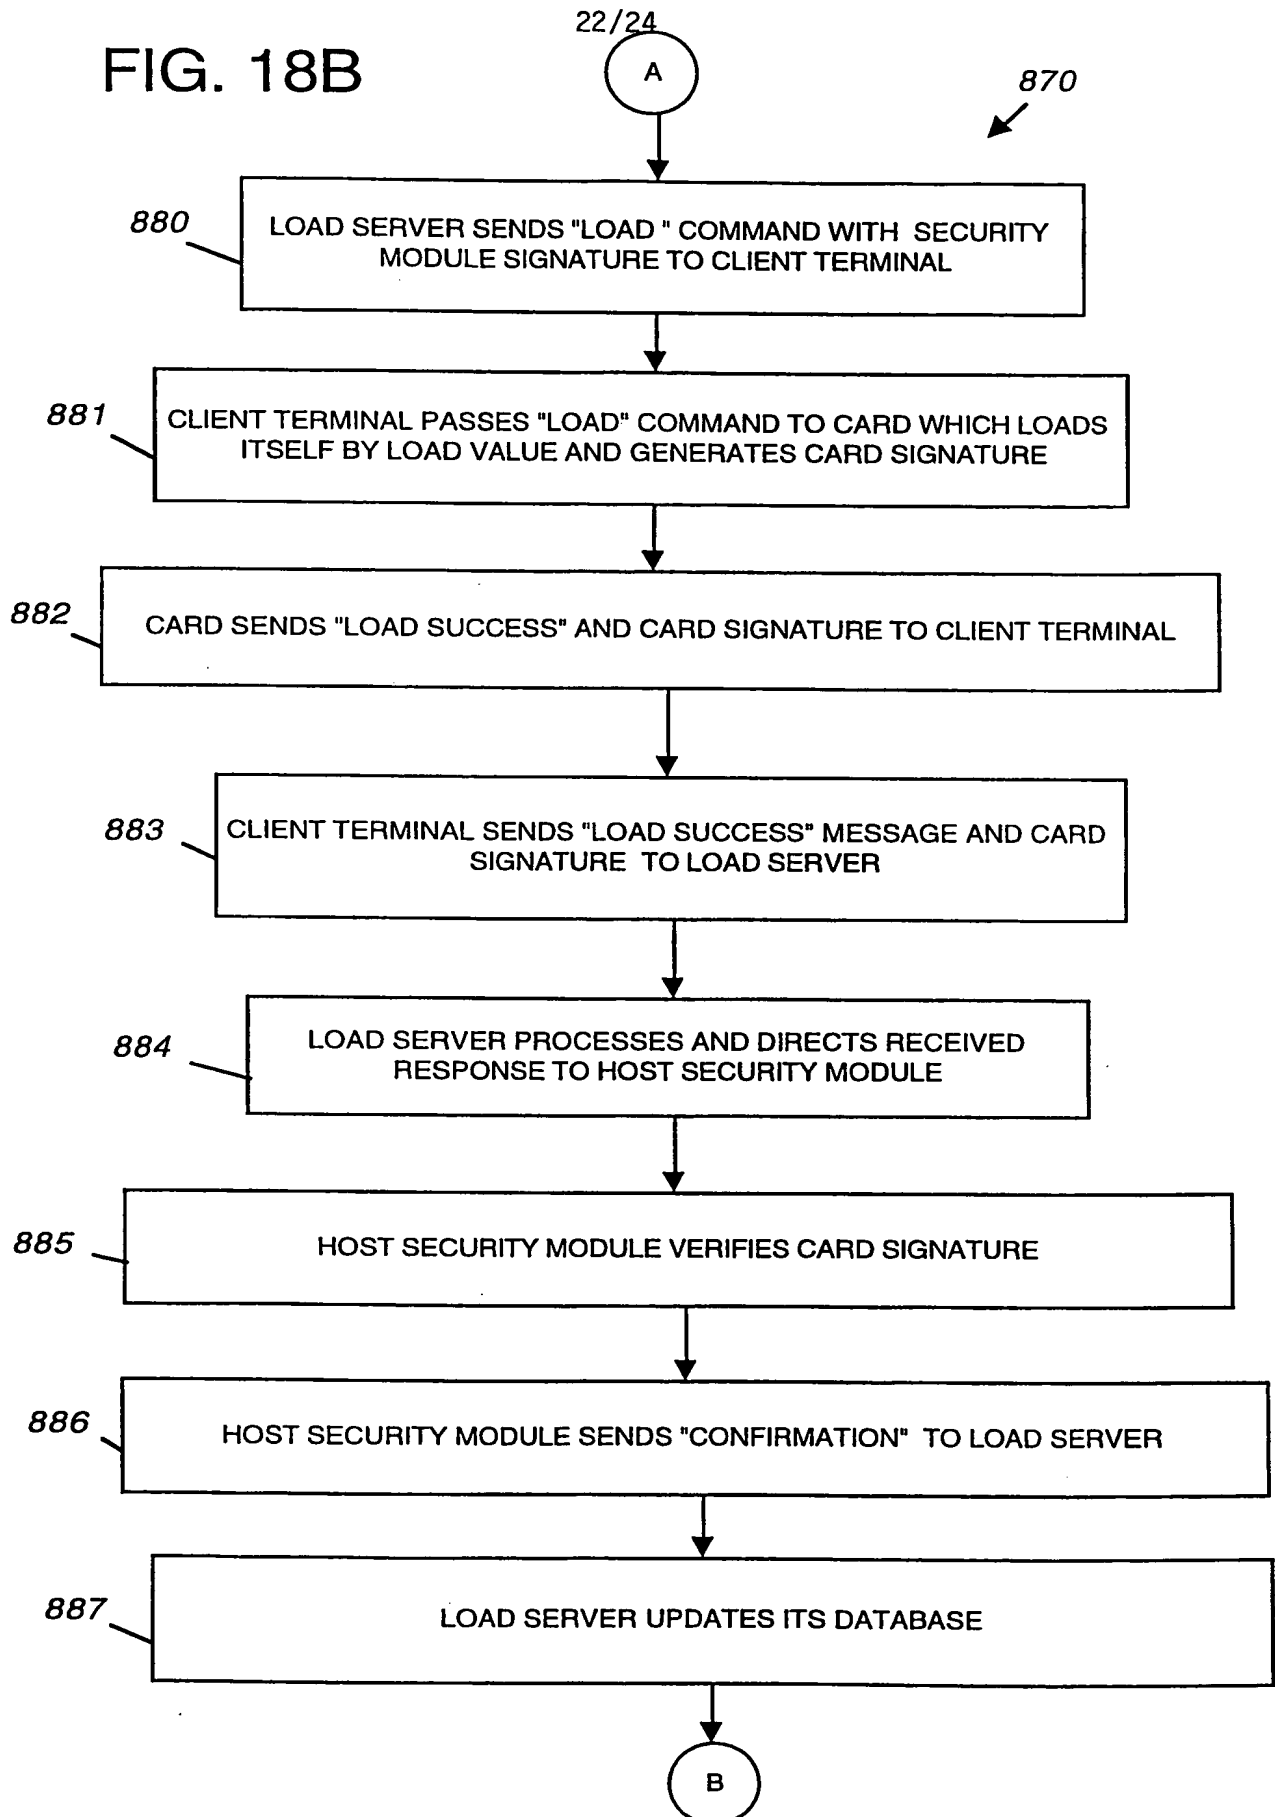 22/24
FIG. 18B
A
870
880
LOAD SERVER SENDS "LOAD " COMMAND WITH SECURITY
MODULE SIGNATURE TO CLIENT TERMINAL
881
CLIENT TERMINAL PASSES "LOAD" COMMAND TO CARD WHICH LOADS
ITSELF BY LOAD VALUE AND GENERATES CARD SIGNATURE
882
CARD SENDS "LOAD SUCCESS" AND CARD SIGNATURE TO CLIENT TERMINAL
883
CLIENT TERMINAL SENDS "LOAD SUCCESS" MESSAGE AND CARD
SIGNATURE TO LOAD SERVER
884
LOAD SERVER PROCESSES AND DIRECTS RECEIVED
RESPONSE TO HOST SECURITY MODULE
885
HOST SECURITY MODULE VERIFIES CARD SIGNATURE
886
HOST SECURITY MODULE SENDS "CONFIRMATION" TO LOAD SERVER
887
LOAD SERVER UPDATES ITS DATABASE
B